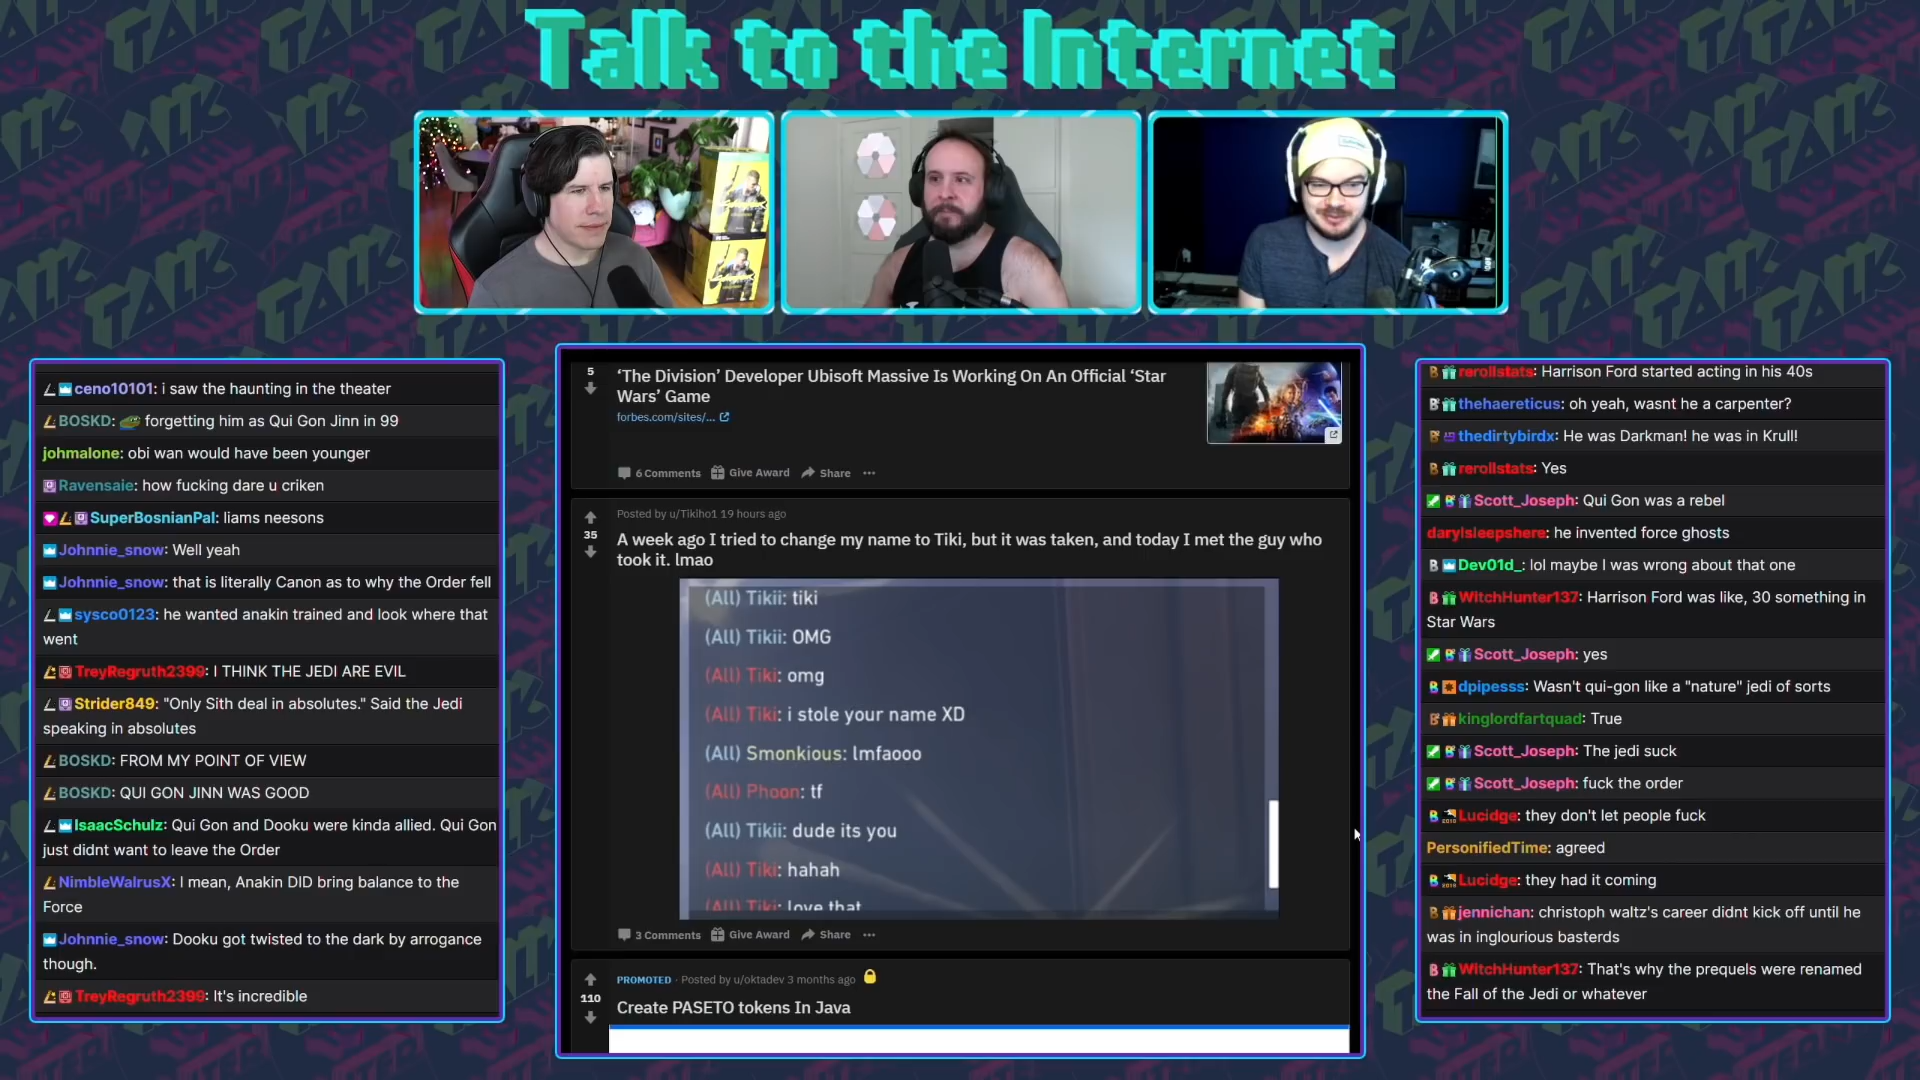 Talk to the Internet
ceno10101: i saw the haunting in the theater
BOSKD: forgetting him as Qui Gon Jinn in 99
johmalone: obi wan would have been younger
Ravensaie: how fucking dare u criken
SuperBosnianPal: liams neesons
Johnnie_snow: Well yeah
Johnnie_snow: that is literally Canon as to why the Order fell
sysco0123: he wanted anakin trained and look where that
went
TreyRegruth2399: I THINK THE JEDI ARE EVIL
Strider849: "Only Sith deal in absolutes." Said the Jedi
speaking in absolutes
BOSKD: FROM MY POINT OF VIEW
BOSKD: QUI GON JINN WAS GOOD
IsaacSchulz: Qui Gon and Dooku were kinda allied. Qui Gon
just didnt want to leave the Order
NimbleWalrusX: I mean, Anakin DID bring balance to the
Force
Johnnie_snow: Dooku got twisted to the dark by arrogance
though.
TreyRegruth2399: It's incredible
5
‘The Division’ Developer Ubisoft Massive Is Working On An Official ‘Star
Wars’ Game
forbes.com/sites/...
6 Comments Give Award Share
Posted by u/Tikiho1 19 hours ago
35
A week ago I tried to change my name to Tiki, but it was taken, and today I met the guy who
took it. lmao
(All) Tikii: tiki
(All) Tikii: OMG
(All) Tiki: omg
(All) Tiki: i stole your name XD
(All) Smonkious: lmfaooo
(All) Phoon: tf
(All) Tikii: dude its you
(All) Tiki: hahah
(All) Tiki: love that
3 Comments Give Award Share
PROMOTED · Posted by u/oktadev 3 months ago
110
Create PASETO tokens In Java
rerollstats: Harrison Ford started acting in his 40s
thehaereticus: oh yeah, wasnt he a carpenter?
thedirtybirdx: He was Darkman! he was in Krull!
rerollstats: Yes
Scott_Joseph: Qui Gon was a rebel
darylsleepshere: he invented force ghosts
Dev01d_: lol maybe I was wrong about that one
WitchHunter137: Harrison Ford was like, 30 something in
Star Wars
Scott_Joseph: yes
dpipesss: Wasn't qui-gon like a "nature" jedi of sorts
kinglordfartquad: True
Scott_Joseph: The jedi suck
Scott_Joseph: fuck the order
Lucidge: they don't let people fuck
PersonifiedTime: agreed
Lucidge: they had it coming
jennichan: christoph waltz's career didnt kick off until he
was in inglourious basterds
WitchHunter137: That's why the prequels were renamed
the Fall of the Jedi or whatever